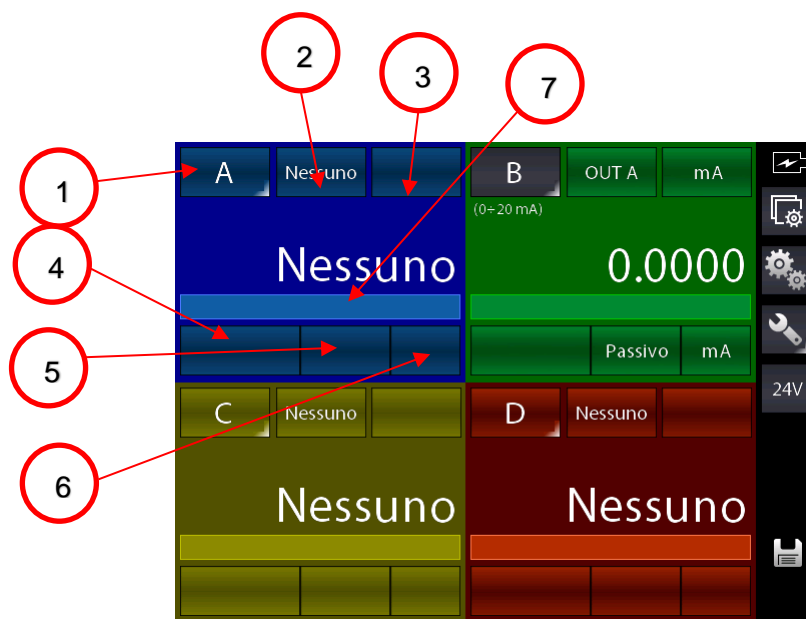 2
3
7
1
A Nessuno
B OUT A mA
(0÷20 mA)
4
Nessuno
0.0000
5
Passivo mA
24V
C Nessuno
D Nessuno
6
Nessuno
Nessuno